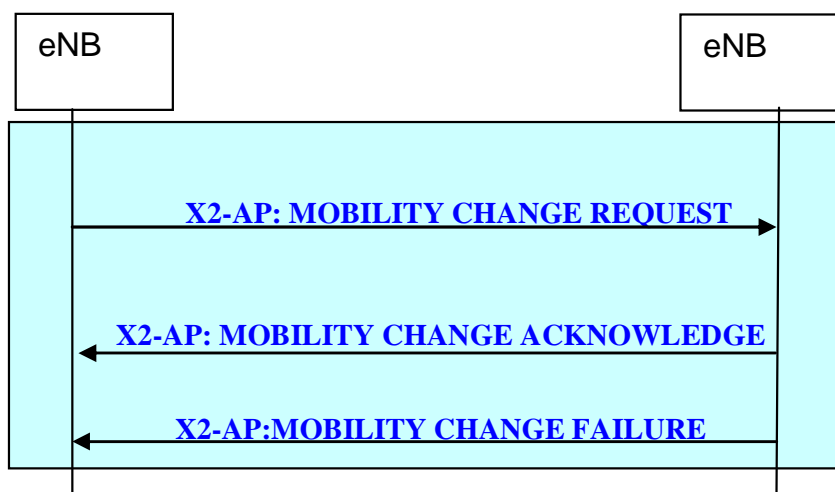 eNB
eNB
X2-AP: MOBILITY CHANGE REQUEST
X2-AP: MOBILITY CHANGE ACKNOWLEDGE
X2-AP:MOBILITY CHANGE FAILURE